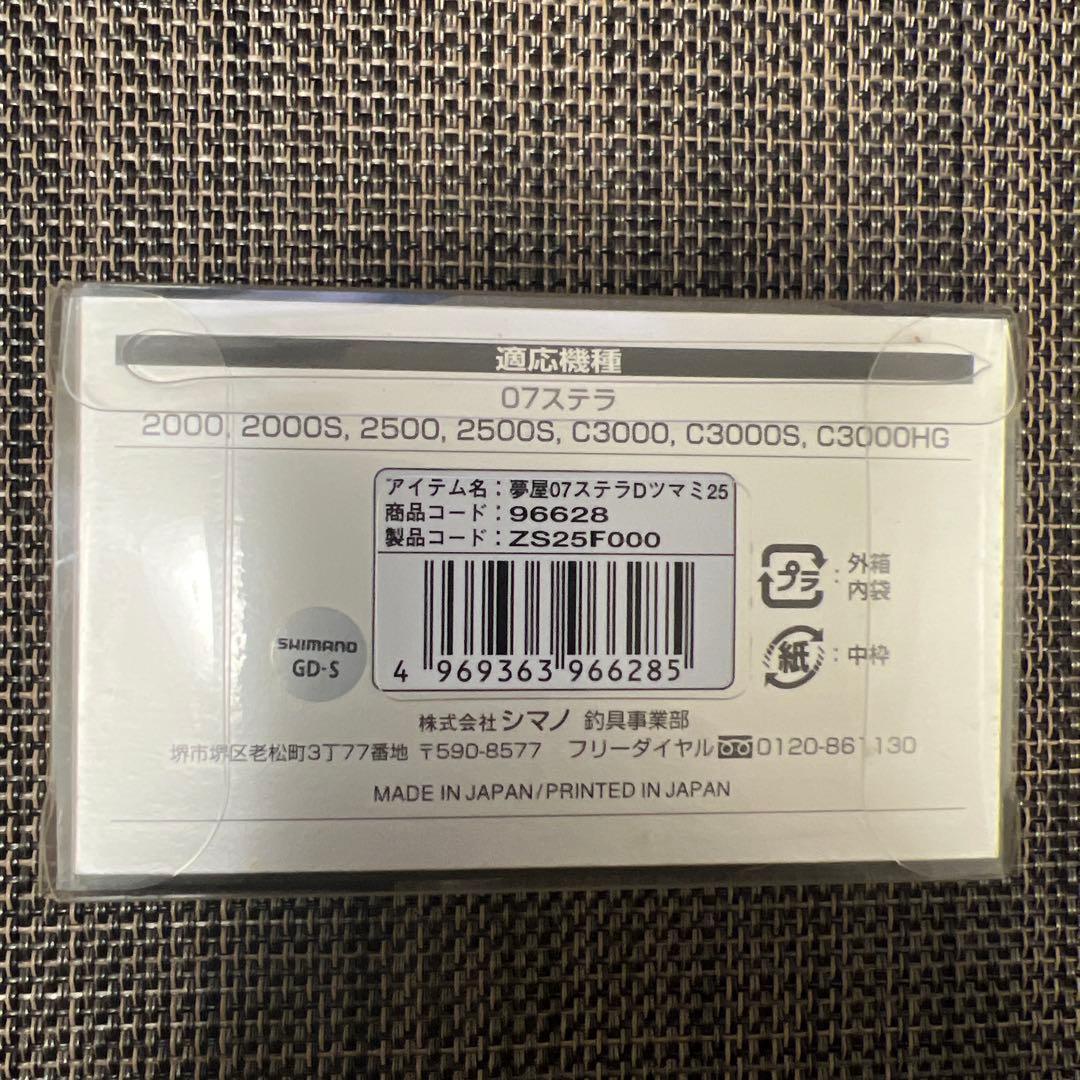 適応機種
07ステラ
2000, 2000S, 2500, 2500S, C3000, C3000S, C3000HG
アイテム名：夢屋07ステラDツマミ25
商品コード：96628
製品コード：ZS25F000
4 969363 966285
SHIMANO
GD-S
プラ：外箱
：内袋
紙：中枠
株式会社シマノ 釣具事業部
堺市堺区老松町3丁77番地 〒590-8577 フリーダイヤル 0120-861130
MADE IN JAPAN/PRINTED IN JAPAN